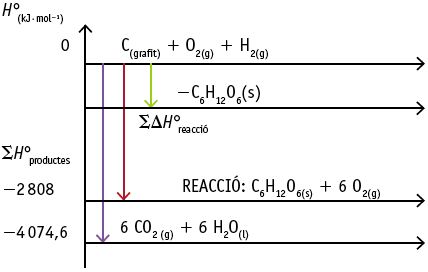 H°(kJ·mol⁻¹)
0 C(grafit) + O2(g) + H2(g)
−C6H12O6(s)
ΣΔH°reacció
ΣH°productes
−2 808 REACCIÓ: C6H12O6(s) + 6 O2(g)
−4 074,6 6 CO2 (g) + 6 H2O(l)